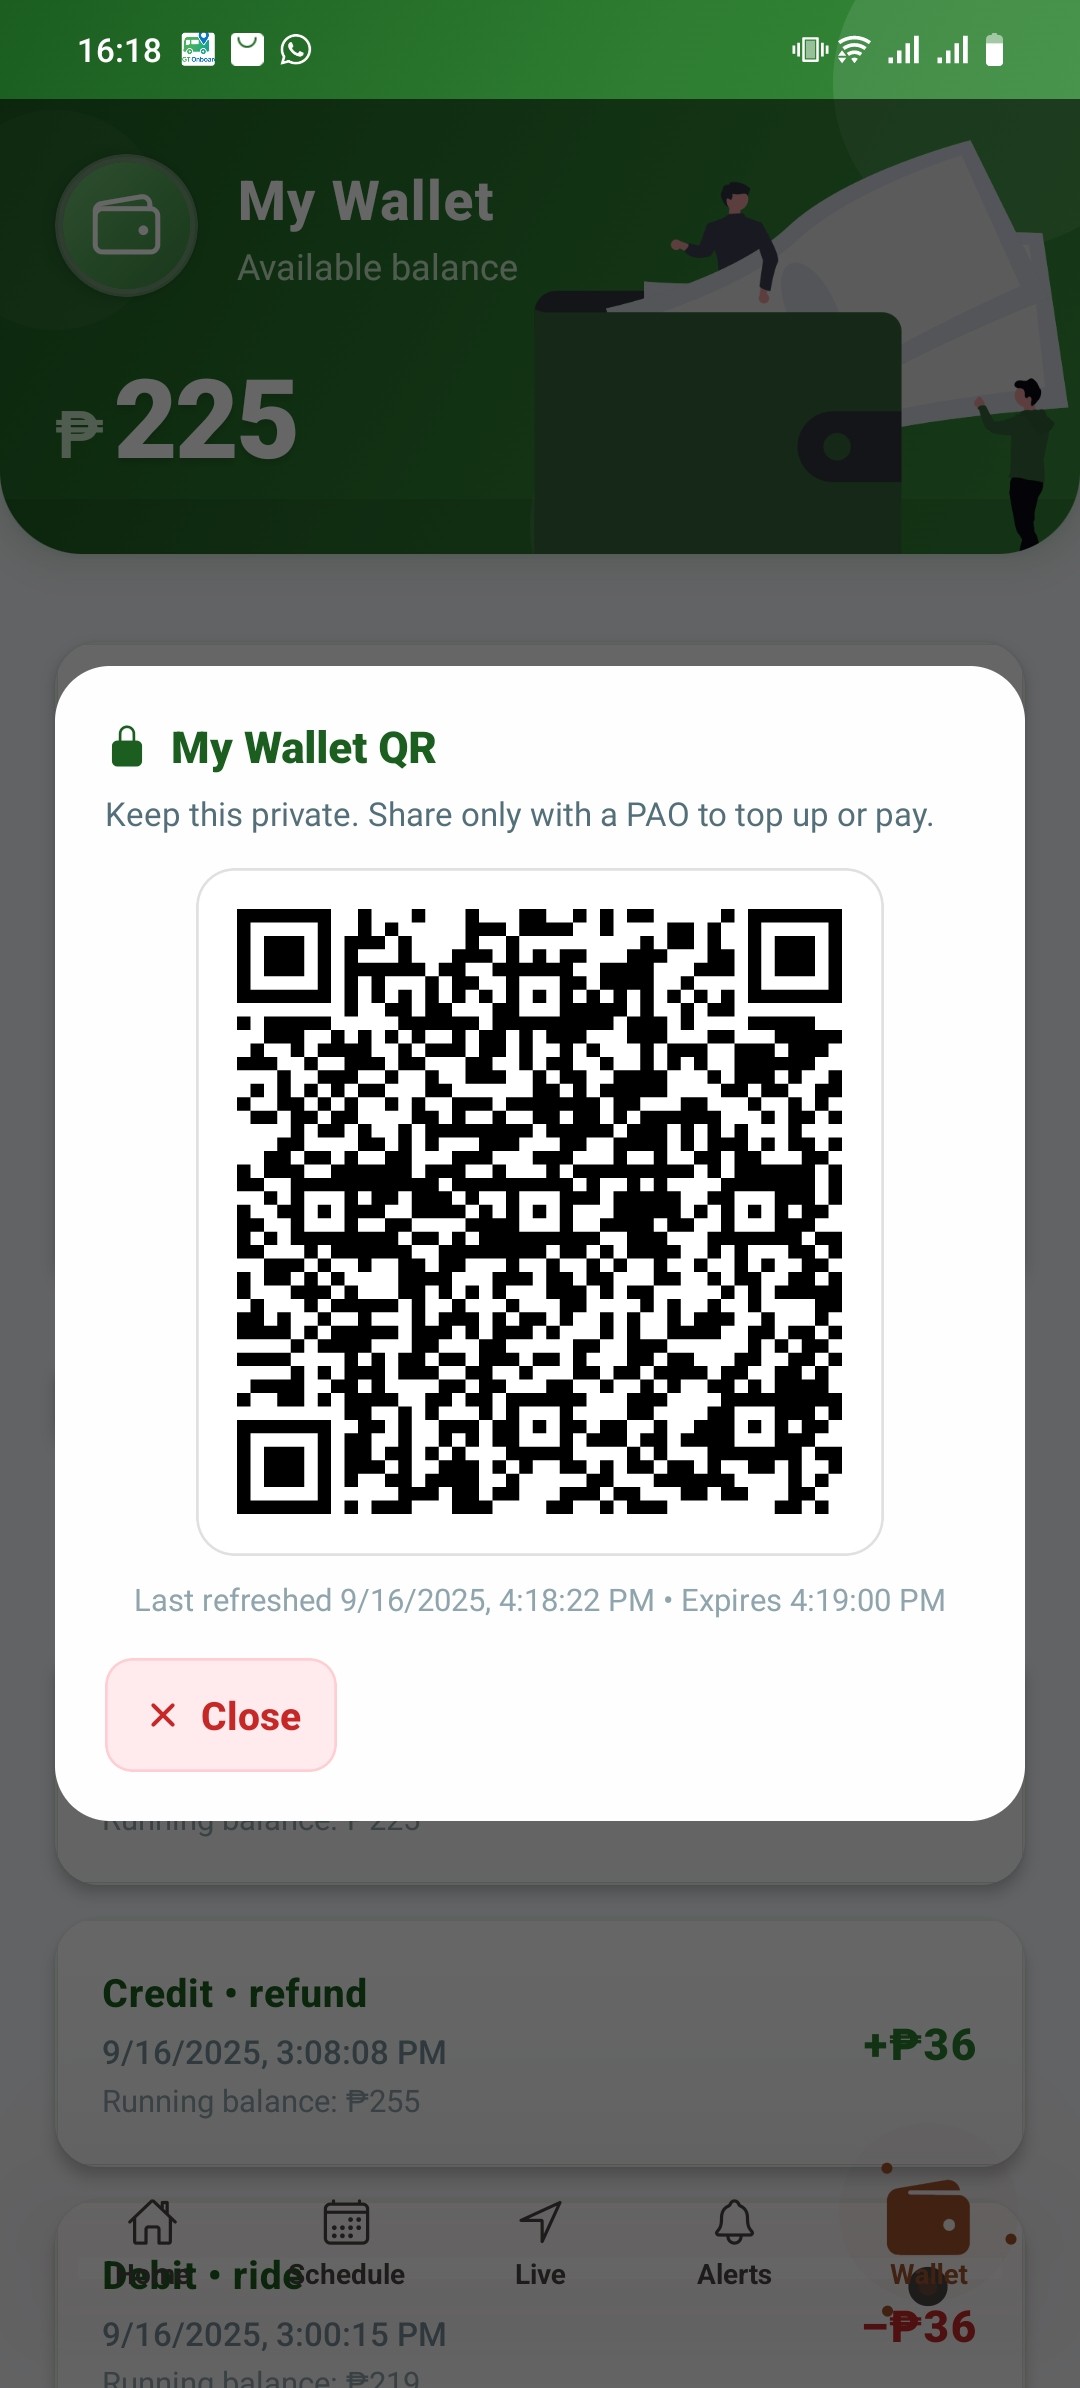 16:18
My Wallet
Available balance
₱225
My Wallet QR
Keep this private. Share only with a PAO to top up or pay.
Last refreshed 9/16/2025, 4:18:22 PM • Expires 4:19:00 PM
Close
Running balance: ₱225
Credit • refund
9/16/2025, 3:08:08 PM
+₱36
Running balance: ₱255
Home
Schedule
Live
Alerts
Wallet
Debit • ride
9/16/2025, 3:00:15 PM
−₱36
Running balance: ₱219